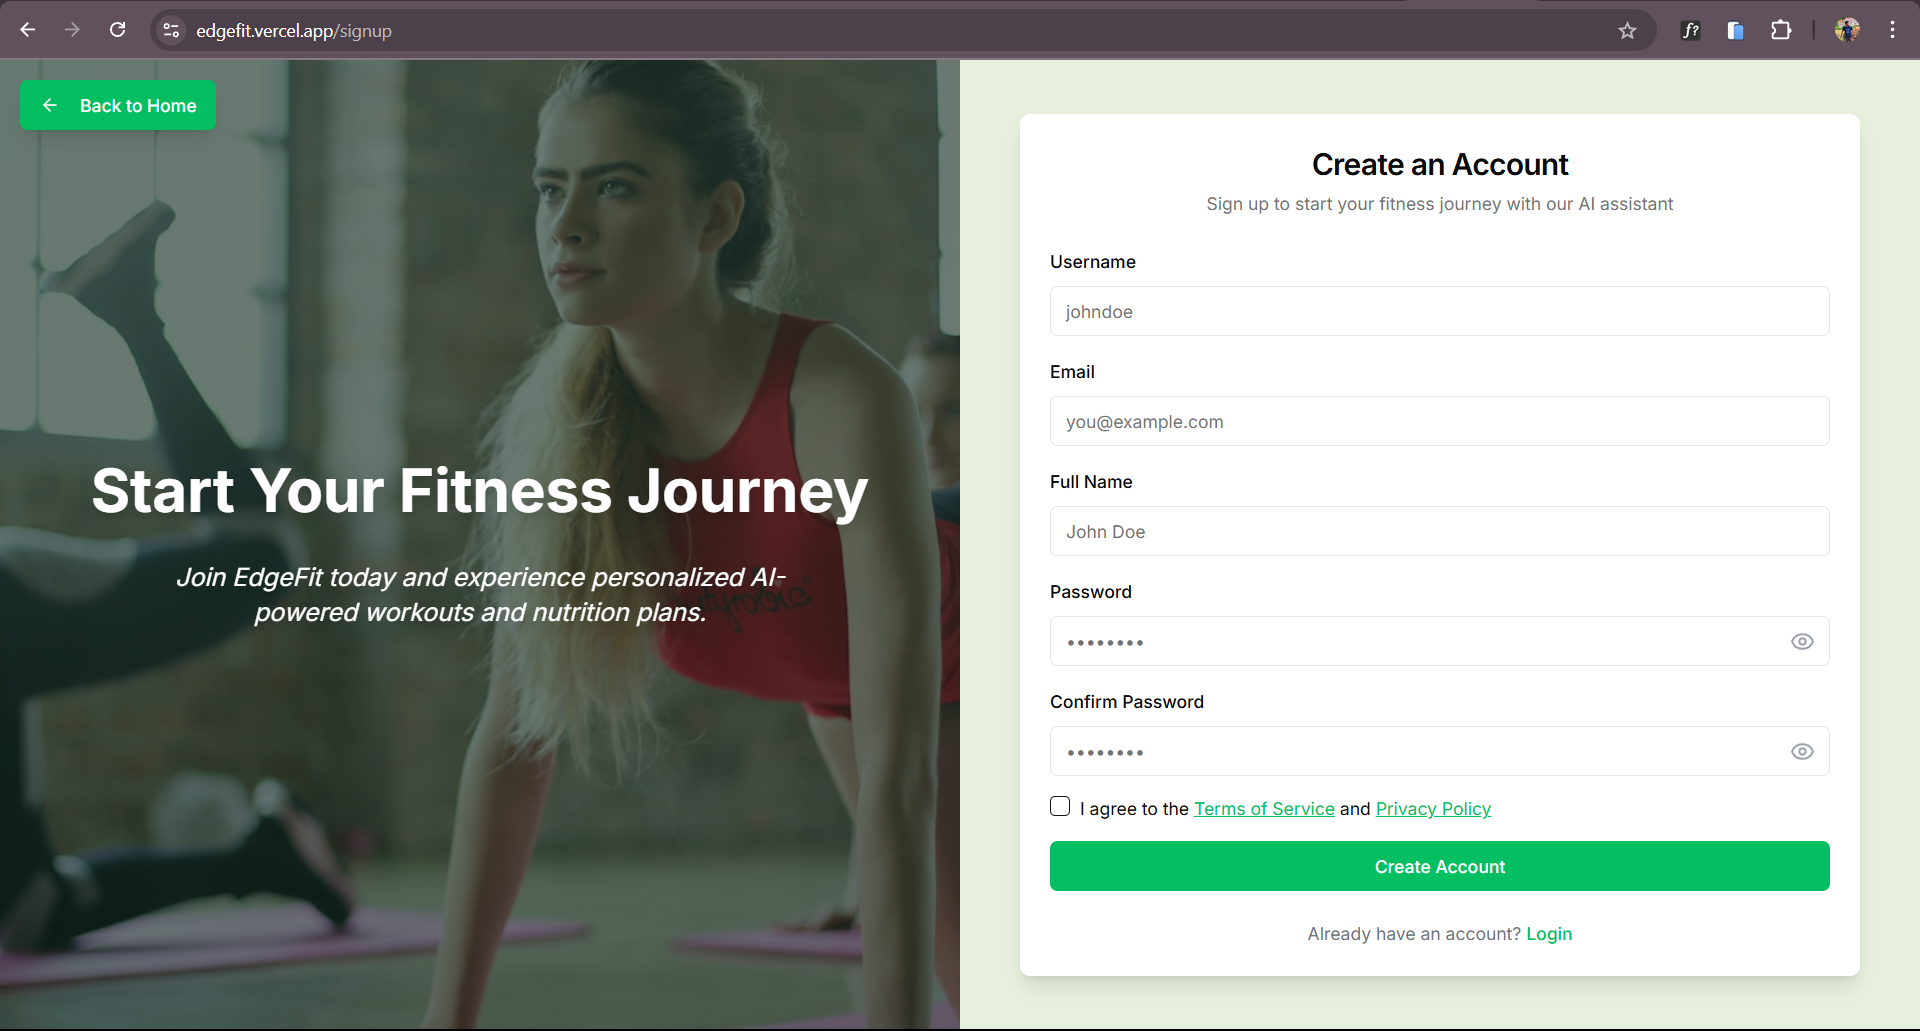 edgefit.vercel.app/signup
f?
Back to Home
Start Your Fitness Journey
Join EdgeFit today and experience personalized AI-
powered workouts and nutrition plans.
Create an Account
Sign up to start your fitness journey with our AI assistant
Username
johndoe
Email
you@example.com
Full Name
John Doe
Password
••••••••
Confirm Password
••••••••
I agree to the Terms of Service and Privacy Policy
Create Account
Already have an account? Login